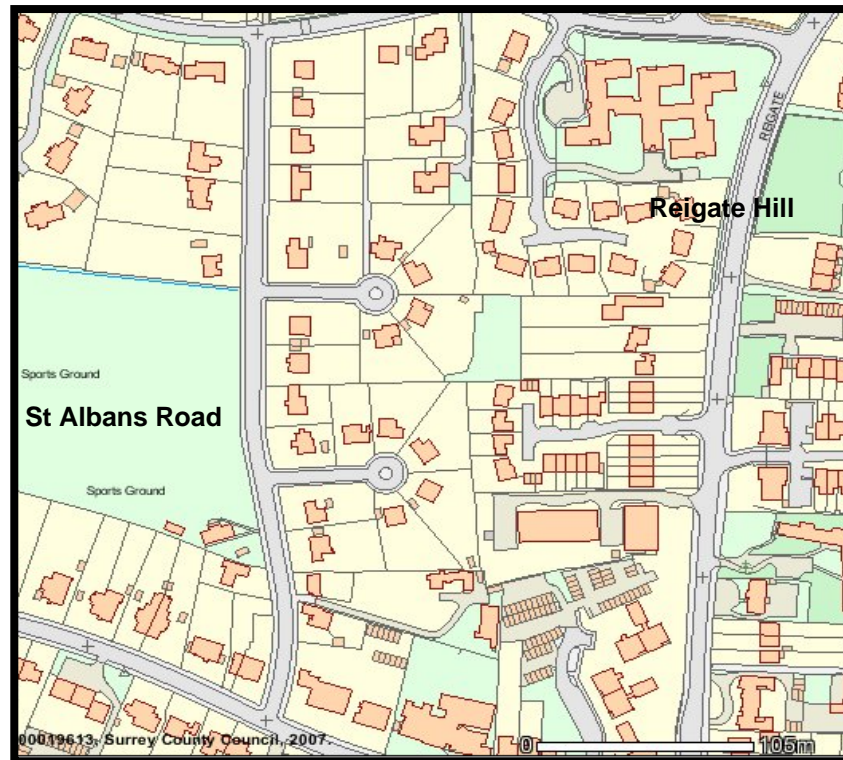 REIGATE
Reigate Hill
Sports Ground
St Albans Road
Sports Ground
00019613, Surrey County Council, 2007.
0 105m